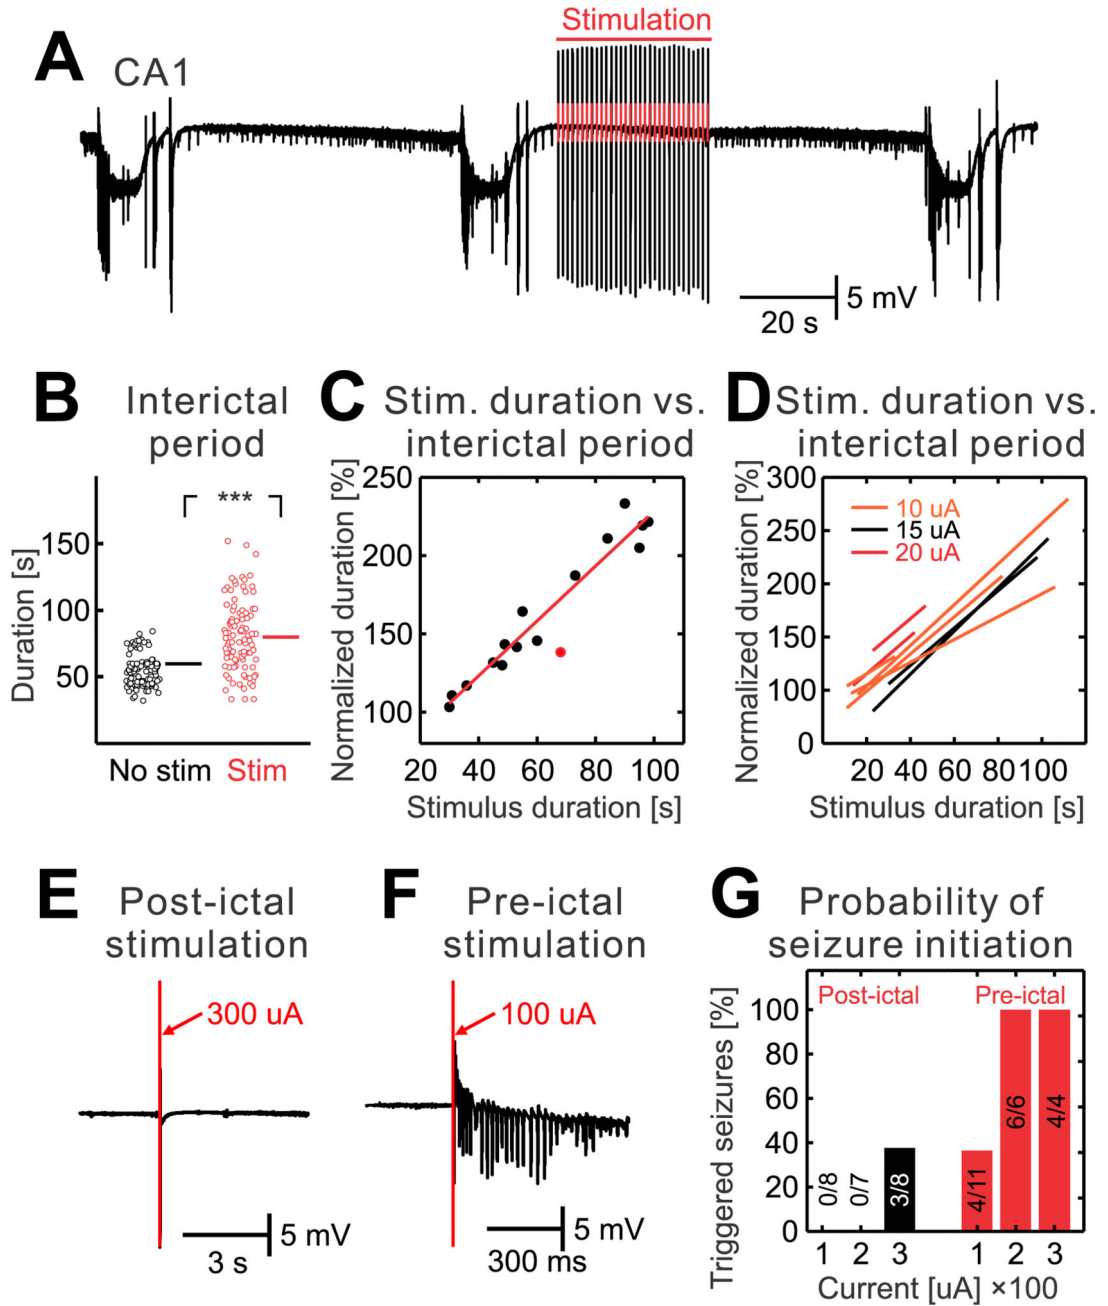 Stimulation
A
CA1
20 s
5 mV
B
Interictal
period
***
Duration [s]
150
100
50
No stim
Stim
C
Stim. duration vs.
interictal period
Normalized duration [%]
250
200
150
100
20 40 60 80 100
Stimulus duration [s]
D
Stim. duration vs.
interictal period
Normalized duration [%]
300
250
200
150
100
0
10 uA
15 uA
20 uA
20 40 60 80 100
Stimulus duration [s]
E
Post-ictal
stimulation
300 uA
3 s
5 mV
F
Pre-ictal
stimulation
100 uA
300 ms
5 mV
G
Probability of
seizure initiation
Triggered seizures [%]
Post-ictal
Pre-ictal
100
80
60
40
20
0
0/8
0/7
3/8
4/11
6/6
4/4
1 2 3 1 2 3
Current [uA] ×100